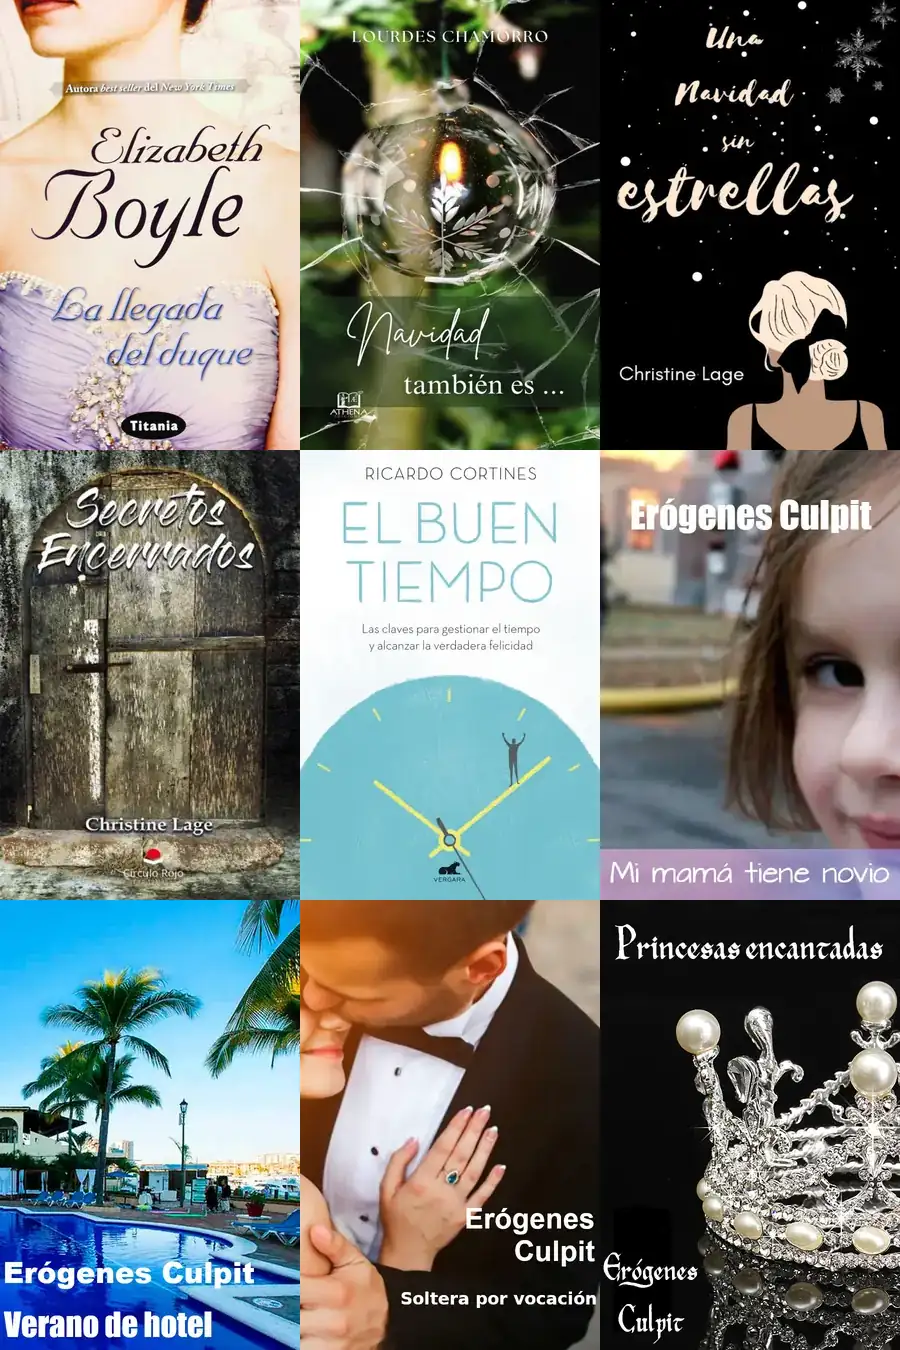 Autora best seller del New York Times
Elizabeth
Boyle
La llegada
del duque
Titania
LOURDES CHAMORRO
Navidad
también es ...
ATHENA
Una
Navidad
sin
estrellas
Christine Lage
Secretos
Encerrados
Christine Lage
Círculo Rojo
RICARDO CORTINES
EL BUEN
TIEMPO
Las claves para gestionar el tiempo
y alcanzar la verdadera felicidad
VERGARA
Erógenes Culpit
Mi mamá tiene novio
Erógenes Culpit
Verano de hotel
Erógenes
Culpit
Soltera por vocación
Princesas encantadas
Erógenes
Culpit